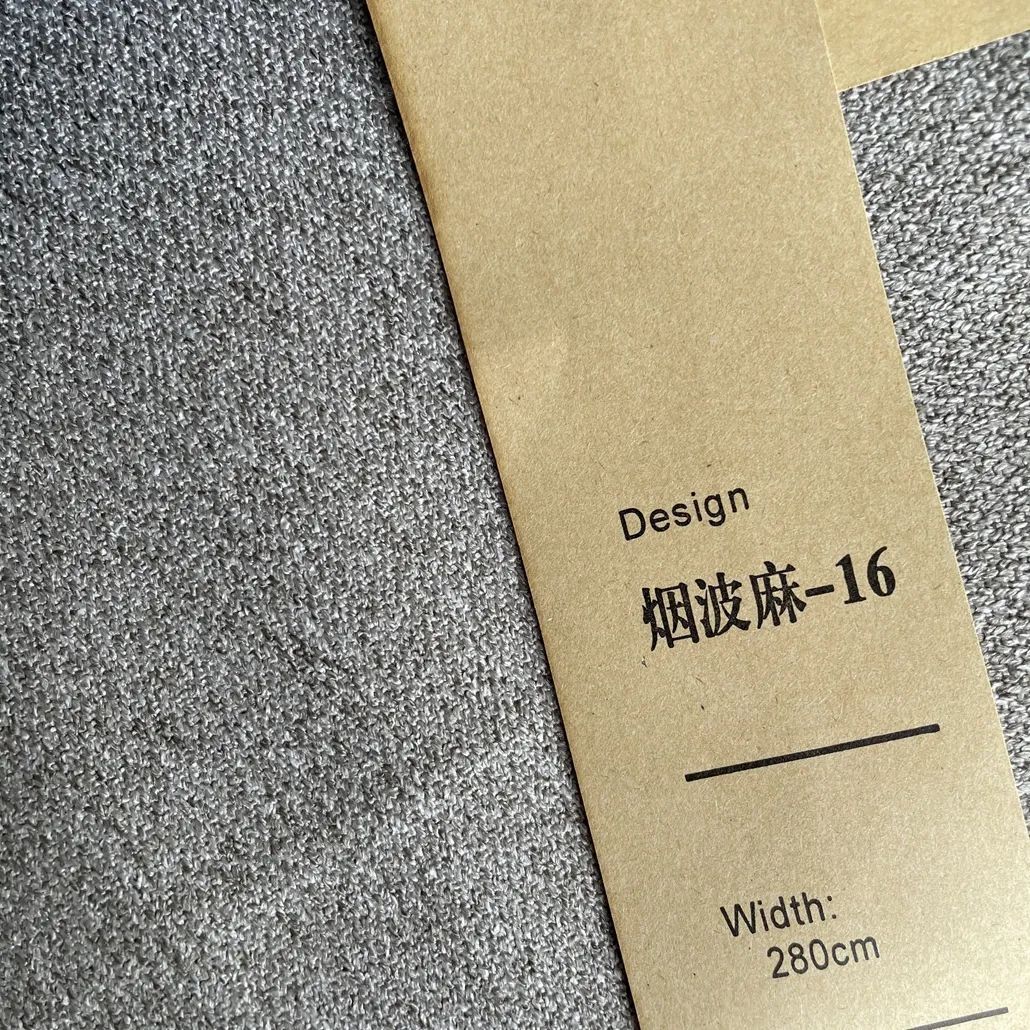 Design
烟波麻-16
Width:
280cm